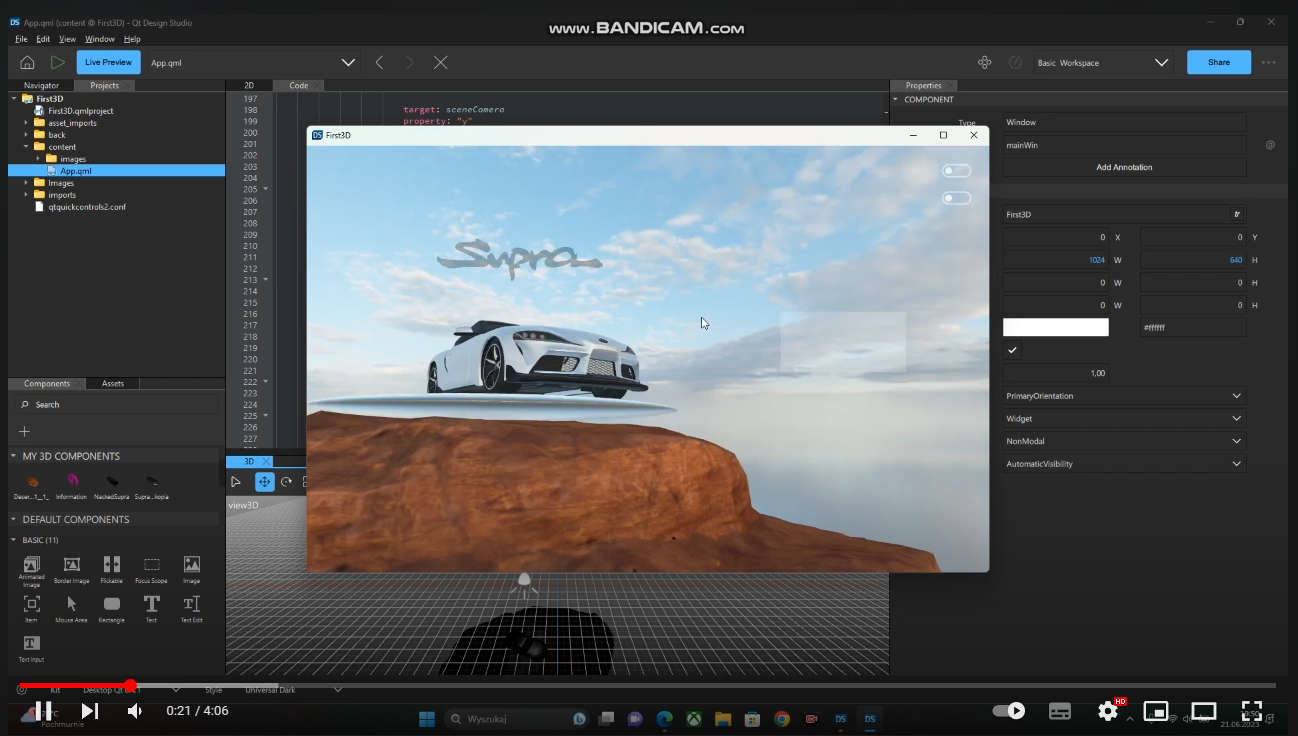 App.qml (content @ First3D) - Qt Design Studio
www.BANDICAM.com
File Edit View Window Help
Live Preview App.qml Basic Workspace Share
Navigator Projects 2D Code Properties
First3D
First3D.qmlproject
asset_imports
back
content
images
App.qml
Images
imports
qtquickcontrols2.conf
197
198 target: sceneCamera
199 property: "y"
200
201
202
203
204
205
206
207
208
209
210
211
212
213
214
215
216
217
218
219
220
221
222
223
224
225
226
227
First3D
Supra
COMPONENT
Type Window
mainWin
Add Annotation
First3D tr
0 X 0 Y
1024 W 640 H
0 W 0 H
0 W 0 H
#ffffff
1,00
PrimaryOrientation
Widget
NonModal
AutomaticVisibility
Components Assets
Search
MY 3D COMPONENTS
Deser...1__1_ Information NackedSupra Supra...kopia
DEFAULT COMPONENTS
BASIC (11)
Animated Image Border Image Flickable Focus Scope Image
Item Mouse Area Rectangle Text Text Edit
Text Input
3D
view3D
Kit Desktop Qt Style Universal Dark
0:21 / 4:06
HD
Pochmurnie
Wyszukaj
21.06.2023